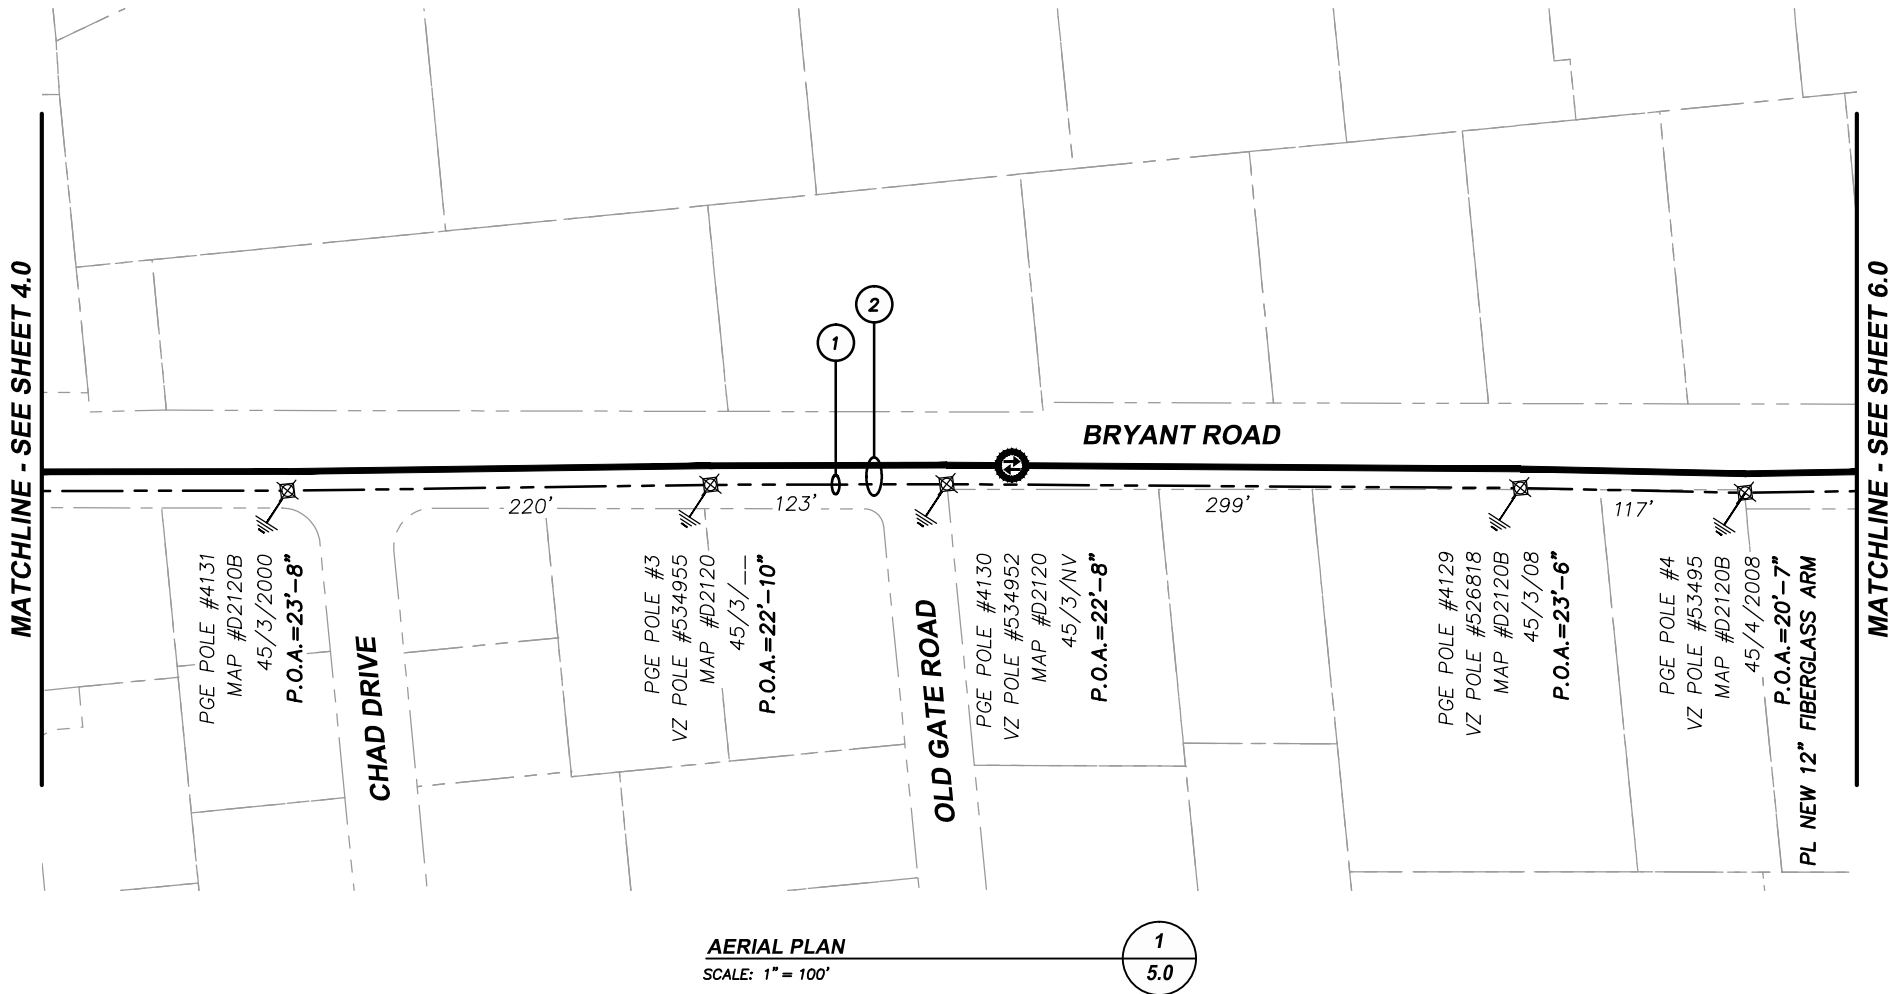 MATCHLINE - SEE SHEET 4.0
MATCHLINE - SEE SHEET 6.0
2
1
BRYANT ROAD
220'
123'
299'
117'
PGE POLE #4131
MAP #D2120B
45/3/2000
P.O.A.=23'-8"
CHAD DRIVE
PGE POLE #3
VZ POLE #534955
MAP #D2120
45/3/__
P.O.A.=22'-10"
OLD GATE ROAD
PGE POLE #4130
VZ POLE #534952
MAP #D2120
45/3/NV
P.O.A.=22'-8"
PGE POLE #4129
VZ POLE #526818
MAP #D2120B
45/3/08
P.O.A.=23'-6"
PGE POLE #4
VZ POLE #53495
MAP #D2120B
45/4/2008
P.O.A.=20'-7"
PL NEW 12" FIBERGLASS ARM
AERIAL PLAN
SCALE: 1" = 100'
1
5.0